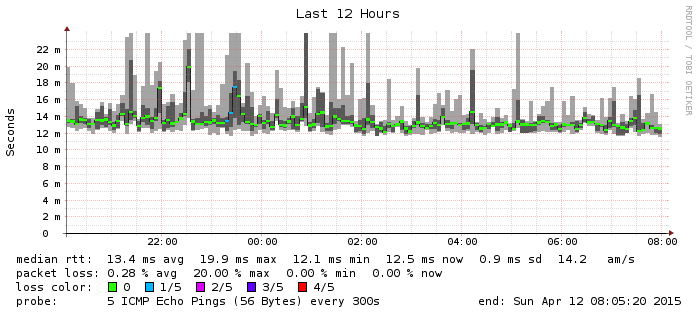 Last 12 Hours
RRDTOOL / TOBI OETIKER
Seconds
22 m
20 m
18 m
16 m
14 m
12 m
10 m
8 m
6 m
4 m
2 m
0
22:00 00:00 02:00 04:00 06:00 08:00
median rtt: 13.4 ms avg 19.9 ms max 12.1 ms min 12.5 ms now 0.9 ms sd 14.2 am/s
packet loss: 0.28 % avg 20.00 % max 0.00 % min 0.00 % now
loss color: 0 1/5 2/5 3/5 4/5
probe: 5 ICMP Echo Pings (56 Bytes) every 300s end: Sun Apr 12 08:05:20 2015